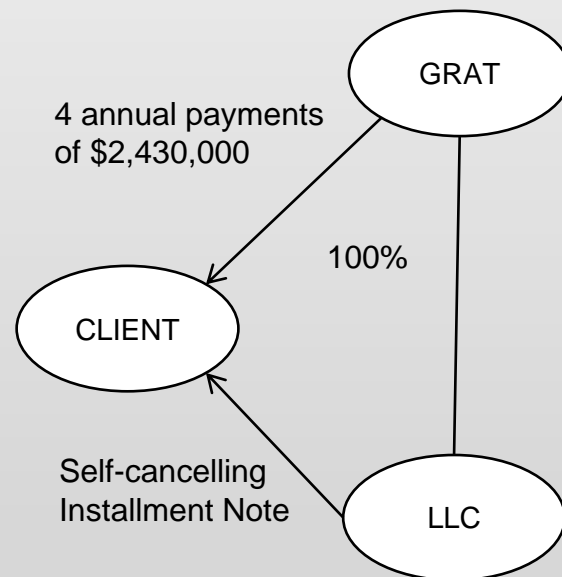 GRAT
4 annual payments
of $2,430,000
100%
CLIENT
Self-cancelling
Installment Note
LLC